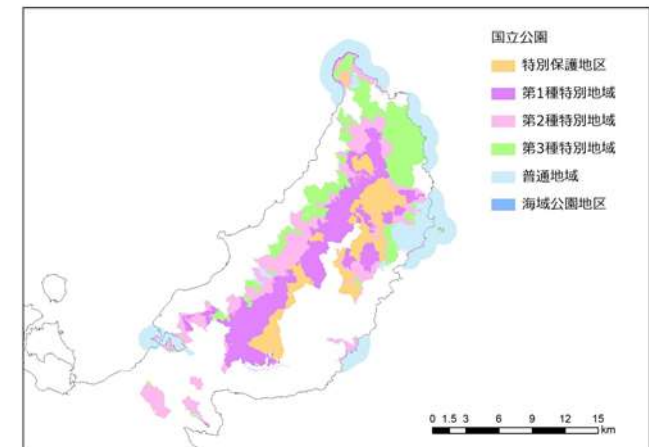 国立公園
特別保護地区
第1種特別地域
第2種特別地域
第3種特別地域
普通地域
海域公園地区
0 1.5 3 6 9 12 15
km